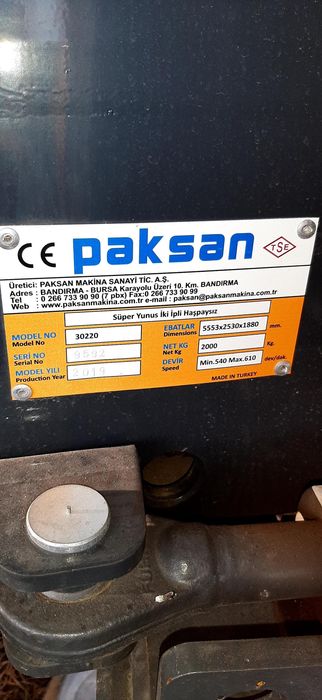 CE paksan TSE
Üretici: PAKSAN MAKİNA SANAYİ TİC. A.Ş.
Adres : BANDIRMA - BURSA Karayolu Üzeri 10. Km. BANDIRMA
Tel : 0 266 733 90 90 (7 pbx) Fax:0 266 733 90 99
Web : www.paksanmakina.com.tr e-mail : paksan@paksanmakina.com.tr
Süper Yunus İki İpli Haşpaysız
MODEL NO 30220 EBATLAR 5553x2530x1880 mm.
Model No Dimensions
SERİ NO NET KG 2000 Kg.
Serial No Net Kg
MODEL YILI 2019 DEVİR Min.540 Max.610 dev/dak.
Production Year Speed
MADE IN TURKEY